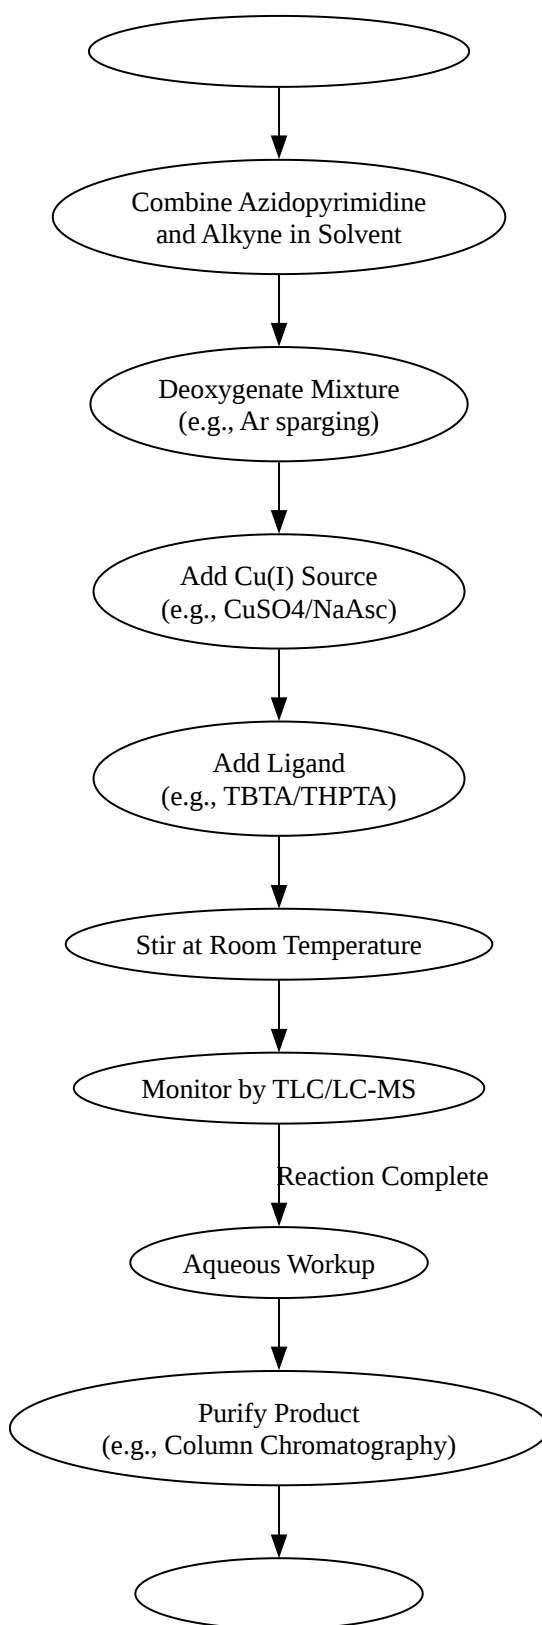 Combine Azidopyrimidine
and Alkyne in Solvent
Deoxygenate Mixture
(e.g., Ar sparging)
Add Cu(I) Source
(e.g., CuSO4/NaAsc)
Add Ligand
(e.g., TBTA/THPTA)
Stir at Room Temperature
Monitor by TLC/LC-MS
Reaction Complete
Aqueous Workup
Purify Product
(e.g., Column Chromatography)